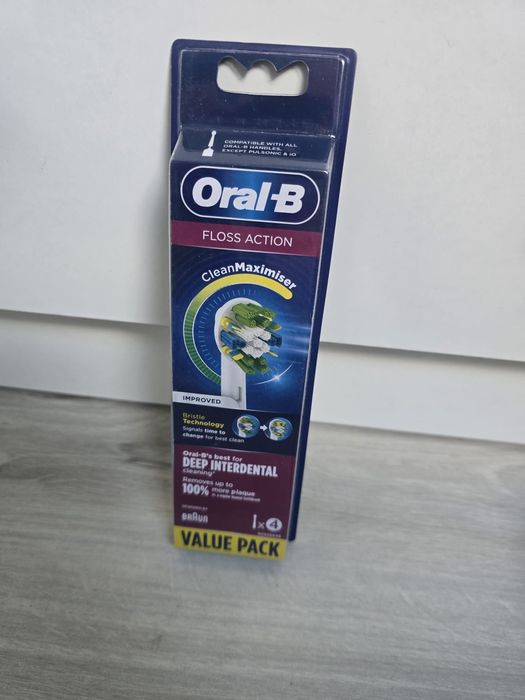 COMPATIBLE WITH ALL
ORAL-B HANDLES,
EXCEPT PULSONIC & iO
Oral-B
FLOSS ACTION
CleanMaximiser
IMPROVED
Bristle
Technology
Signals time to
change for best clean
Oral-B's best for
DEEP INTERDENTAL
cleaning*
Removes up to
100% more plaque
BRAUN
x 4
VALUE PACK